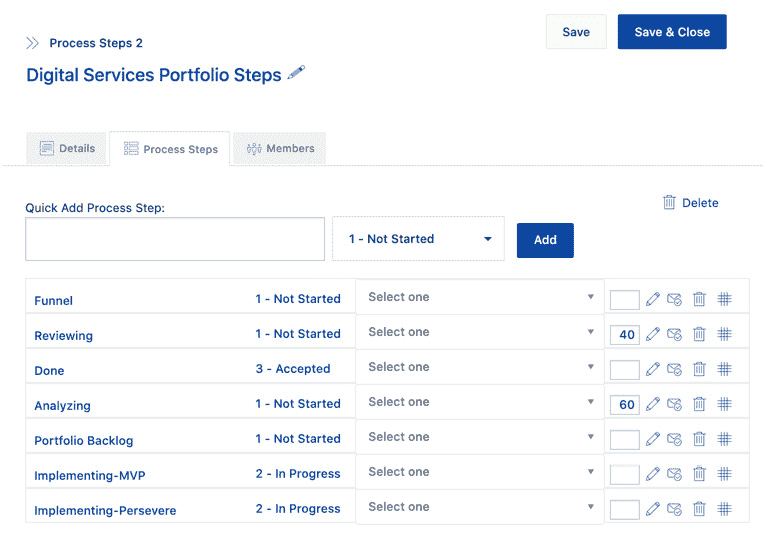 Process Steps 2
Save
Save & Close
Digital Services Portfolio Steps
Details
Process Steps
Members
Delete
Quick Add Process Step:
1 - Not Started
Add
Funnel 1 - Not Started Select one
Reviewing 1 - Not Started Select one 40
Done 3 - Accepted Select one
Analyzing 1 - Not Started Select one 60
Portfolio Backlog 1 - Not Started Select one
Implementing-MVP 2 - In Progress Select one
Implementing-Persevere 2 - In Progress Select one